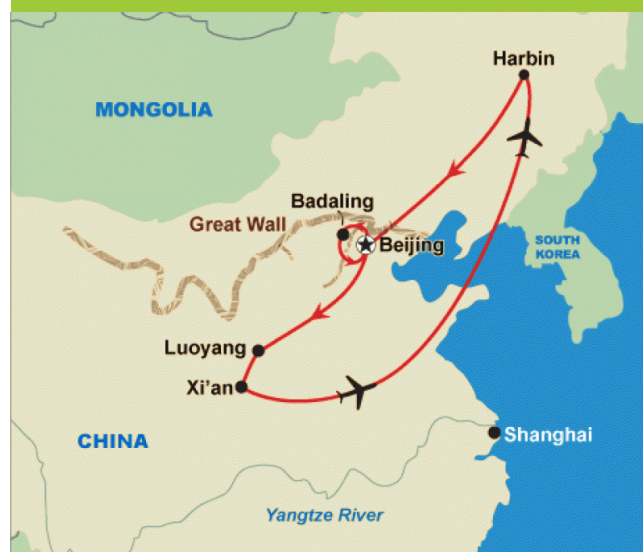 Harbin
MONGOLIA
Badaling
Great Wall
Beijing
SOUTH
KOREA
Luoyang
Xi'an
CHINA
Shanghai
Yangtze River